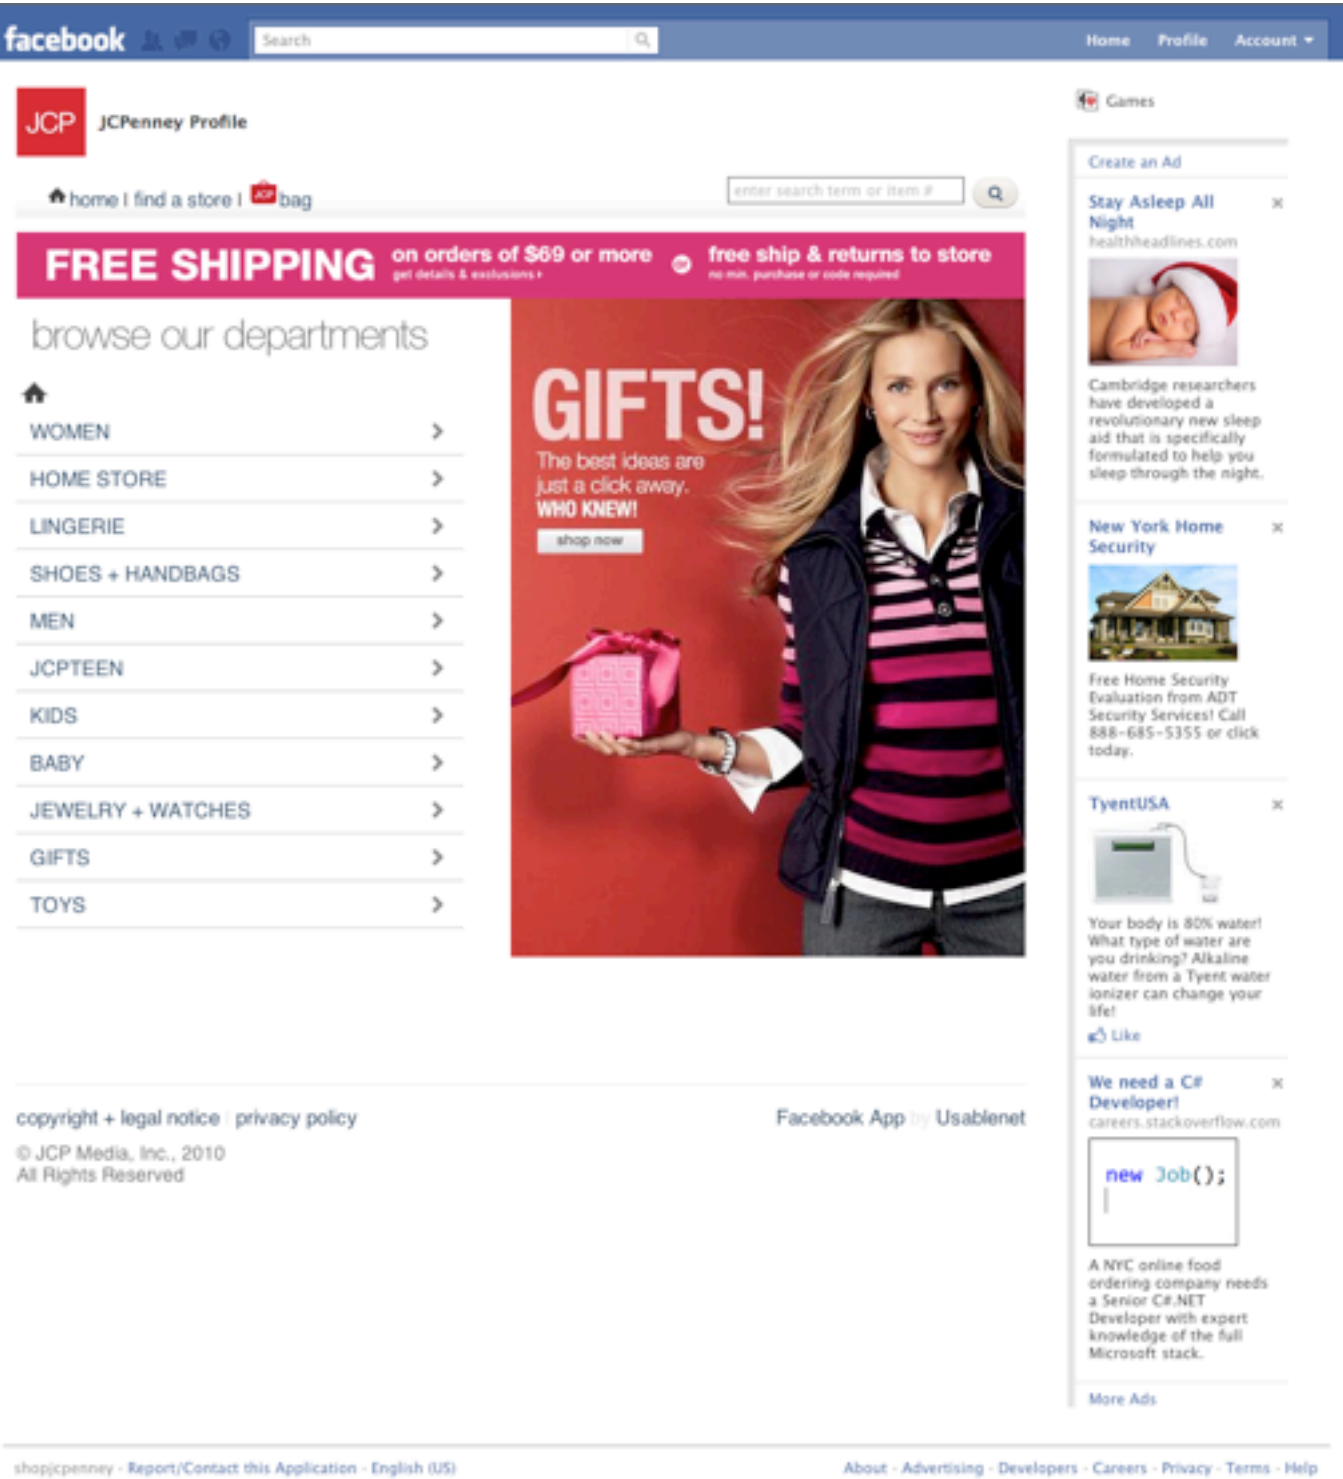 facebook Search Home Profile Account
JCP JCPenney Profile
home | find a store | JCP bag enter search term or item #
FREE SHIPPING on orders of $69 or more or free ship & returns to store
get details & exclusions no min. purchase or code required
browse our departments
WOMEN
HOME STORE
LINGERIE
SHOES + HANDBAGS
MEN
JCPTEEN
KIDS
BABY
JEWELRY + WATCHES
GIFTS
TOYS
GIFTS!
The best ideas are
just a click away.
WHO KNEW!
shop now
copyright + legal notice | privacy policy
Facebook App by Usablenet
© JCP Media, Inc., 2010
All Rights Reserved
Games
Create an Ad
Stay Asleep All
Night
healthheadlines.com
Cambridge researchers
have developed a
revolutionary new sleep
aid that is specifically
formulated to help you
sleep through the night.
New York Home
Security
Free Home Security
Evaluation from ADT
Security Services! Call
888-685-5355 or click
today.
TyentUSA
Your body is 80% water!
What type of water are
you drinking? Alkaline
water from a Tyent water
ionizer can change your
life!
Like
We need a C#
Developer!
careers.stackoverflow.com
new Job();
A NYC online food
ordering company needs
a Senior C#.NET
Developer with expert
knowledge of the full
Microsoft stack.
More Ads
shopjcpenney - Report/Contact this Application - English (US)
About - Advertising - Developers - Careers - Privacy - Terms - Help